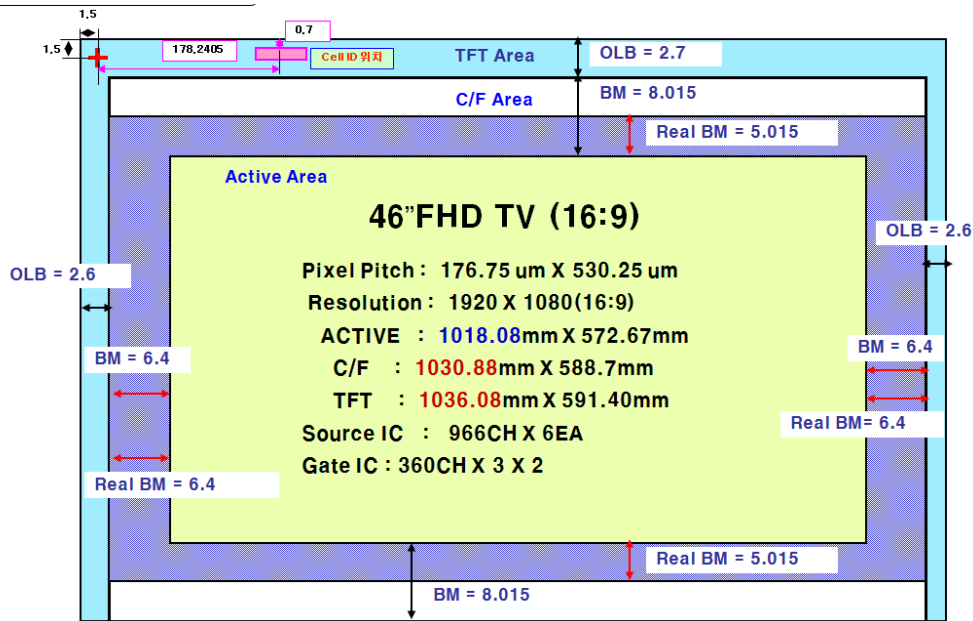 1.5
0.7
1.5
178.2405
Cell ID 위치
TFT Area
OLB = 2.7
C/F Area
BM = 8.015
Real BM = 5.015
Active Area
46"FHD TV (16:9)
OLB = 2.6
OLB = 2.6
Pixel Pitch : 176.75 um X 530.25 um
Resolution : 1920 X 1080(16:9)
ACTIVE : 1018.08mm X 572.67mm
BM = 6.4
BM = 6.4
C/F : 1030.88mm X 588.7mm
TFT : 1036.08mm X 591.40mm
Real BM= 6.4
Source IC : 966CH X 6EA
Gate IC : 360CH X 3 X 2
Real BM = 6.4
Real BM = 5.015
BM = 8.015